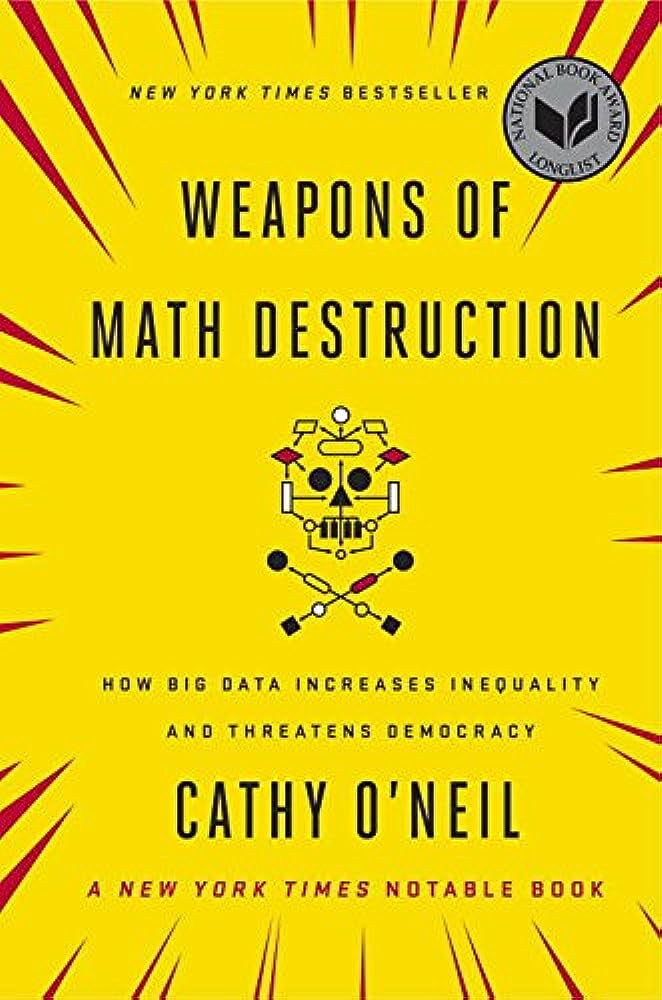 NEW YORK TIMES BESTSELLER
NATIONAL BOOK AWARD
LONGLIST
WEAPONS OF
MATH DESTRUCTION
HOW BIG DATA INCREASES INEQUALITY
AND THREATENS DEMOCRACY
CATHY O'NEIL
A NEW YORK TIMES NOTABLE BOOK